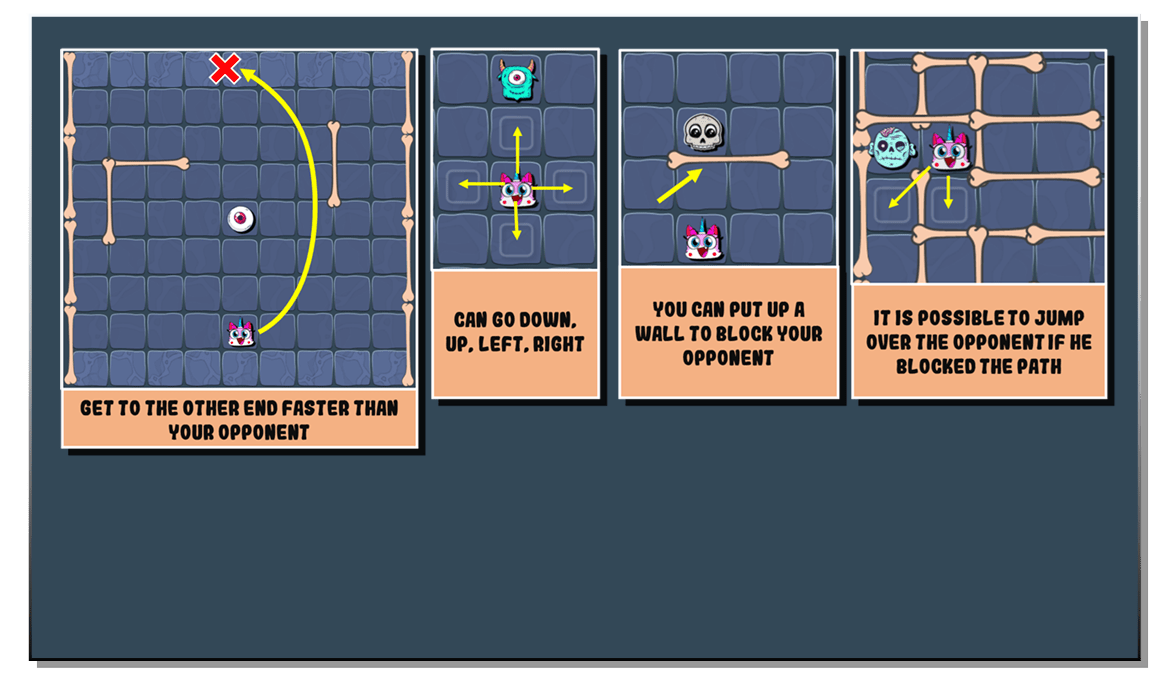 GET TO THE OTHER END FASTER THAN
YOUR OPPONENT
CAN GO DOWN,
UP, LEFT, RIGHT
YOU CAN PUT UP A
WALL TO BLOCK YOUR
OPPONENT
IT IS POSSIBLE TO JUMP
OVER THE OPPONENT IF HE
BLOCKED THE PATH